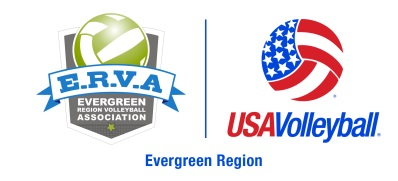 E.R.V.A
EVERGREEN
REGION VOLLEYBALL
ASSOCIATION
USAVolleyball®
Evergreen Region